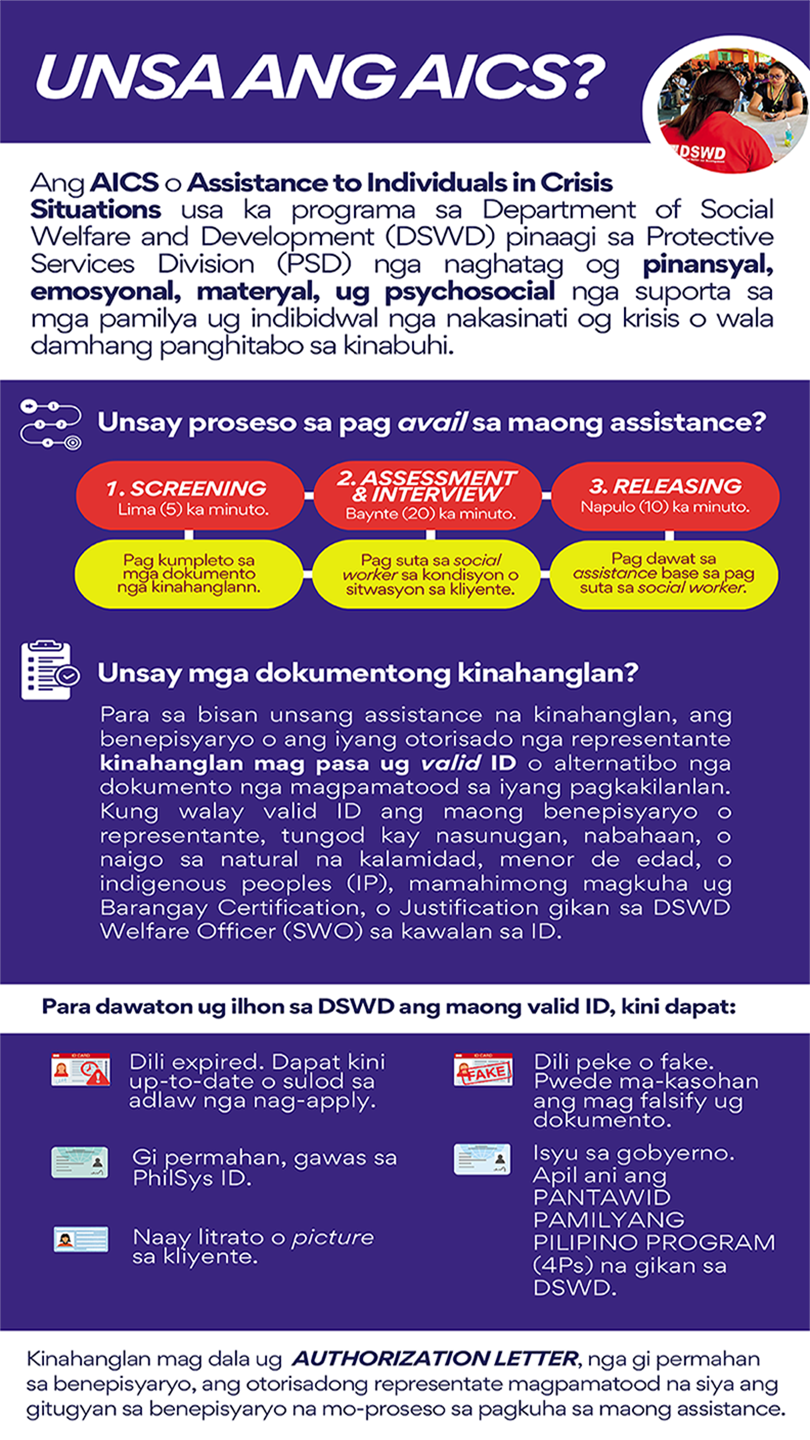 UNSA ANG AICS?
DSWD
Ang AICS o Assistance to Individuals in Crisis
Situations usa ka programa sa Department of Social
Welfare and Development (DSWD) pinaagi sa Protective
Services Division (PSD) nga naghatag og pinansyal,
emosyonal, materyal, ug psychosocial nga suporta sa
mga pamilya ug indibidwal nga nakasinati og krisis o wala
damhang panghitabo sa kinabuhi.
Unsay proseso sa pag avail sa maong assistance?
1. SCREENING
Lima (5) ka minuto.
Pag kumpleto sa
mga dokumento
nga kinahanglann.
2. ASSESSMENT
& INTERVIEW
Baynte (20) ka minuto.
Pag suta sa social
worker sa kondisyon o
sitwasyon sa kliyente.
3. RELEASING
Napulo (10) ka minuto.
Pag dawat sa
assistance base sa pag
suta sa social worker.
Unsay mga dokumentong kinahanglan?
Para sa bisan unsang assistance na kinahanglan, ang
benepisyaryo o ang iyang otorisado nga representante
kinahanglan mag pasa ug valid ID o alternatibo nga
dokumento nga magpamatood sa iyang pagkakilanlan.
Kung walay valid ID ang maong benepisyaryo o
representante, tungod kay nasunugan, nabahaan, o
naigo sa natural na kalamidad, menor de edad, o
indigenous peoples (IP), mamahimong magkuha ug
Barangay Certification, o Justification gikan sa DSWD
Welfare Officer (SWO) sa kawalan sa ID.
Para dawaton ug ilhon sa DSWD ang maong valid ID, kini dapat:
ID CARD
Dili expired. Dapat kini
up-to-date o sulod sa
adlaw nga nag-apply.
Gi permahan, gawas sa
PhilSys ID.
Naay litrato o picture
sa kliyente.
ID CARD
FAKE
Dili peke o fake.
Pwede ma-kasohan
ang mag falsify ug
dokumento.
Isyu sa gobyerno.
Apil ani ang
PANTAWID
PAMILYANG
PILIPINO PROGRAM
(4Ps) na gikan sa
DSWD.
Kinahanglan mag dala ug AUTHORIZATION LETTER, nga gi permahan
sa benepisyaryo, ang otorisadong representate magpamatood na siya ang
gitugyan sa benepisyaryo na mo-proseso sa pagkuha sa maong assistance.